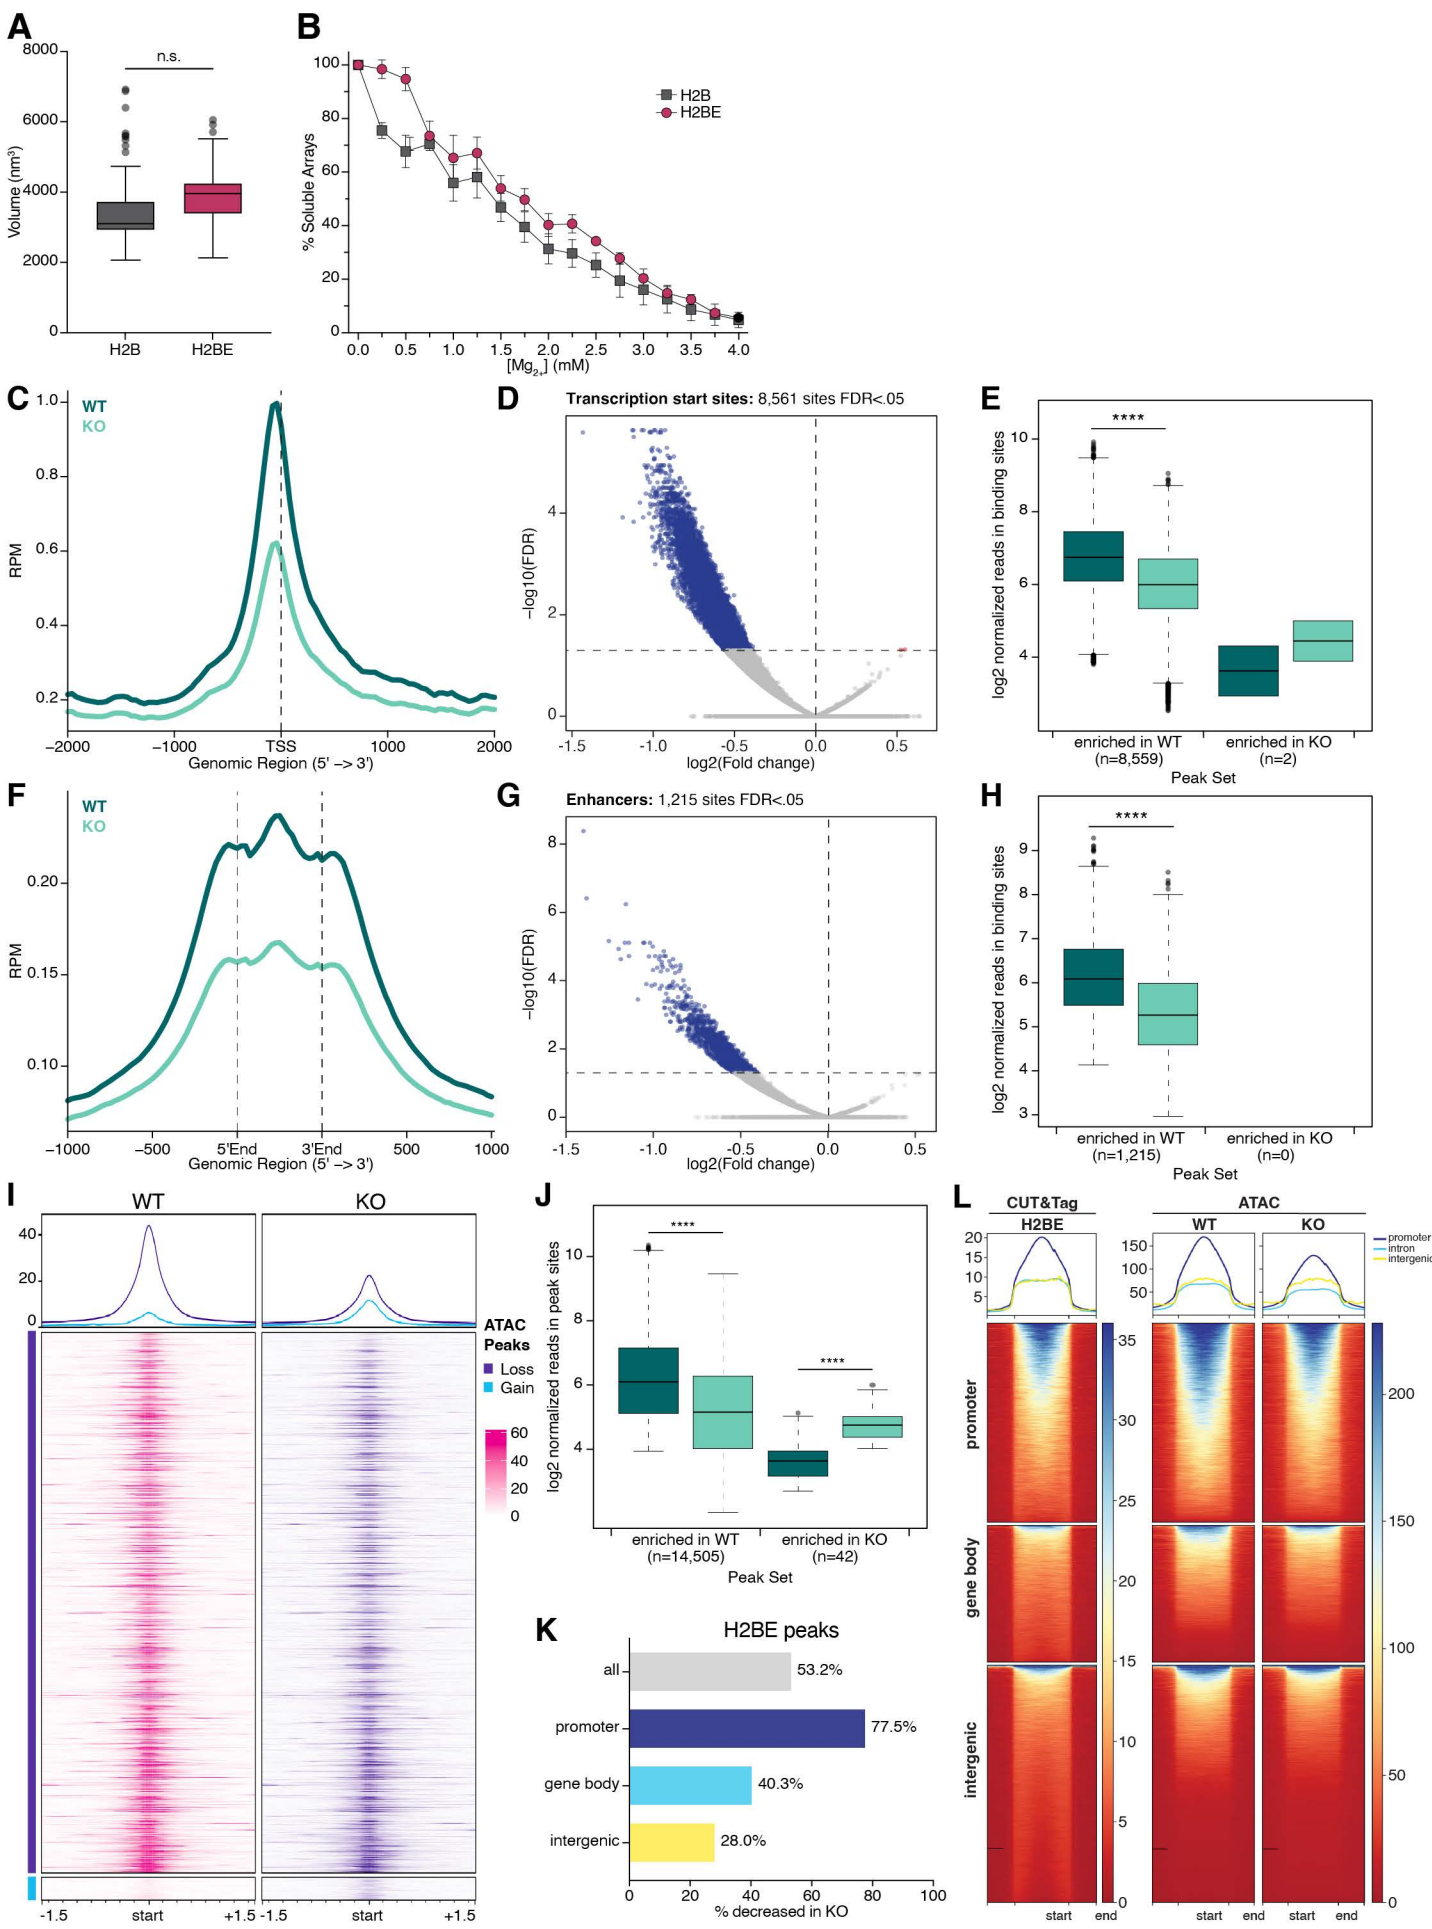 A
8000
6000
4000
2000
0
Volume (nm³)
n.s.
H2B
H2BE
B
100
80
60
40
20
0
% Soluble Arrays
H2B
H2BE
0.0 0.5 1.0 1.5 2.0 2.5 3.0 3.5 4.0
[Mg2+] (mM)
C
WT
KO
1.0
0.8
0.6
0.4
0.2
RPM
−2000 −1000 TSS 1000 2000
Genomic Region (5' −> 3')
D
Transcription start sites: 8,561 sites FDR<.05
4
2
0
−log10(FDR)
-1.5 -1.0 -0.5 0.0 0.5
log2(Fold change)
E
****
10
8
6
4
log2 normalized reads in binding sites
enriched in WT enriched in KO
(n=8,559) (n=2)
Peak Set
F
WT
KO
0.20
0.15
0.10
RPM
−1000 −500 5'End 3'End 500 1000
Genomic Region (5' −> 3')
G
Enhancers: 1,215 sites FDR<.05
8
6
4
2
0
−log10(FDR)
-1.5 -1.0 -0.5 0.0 0.5
log2(Fold change)
H
****
9
8
7
6
5
4
3
log2 normalized reads in binding sites
enriched in WT enriched in KO
(n=1,215) (n=0)
Peak Set
I
WT KO
40
20
0
ATAC
Peaks
Loss
Gain
60
40
20
0
-1.5 start +1.5 -1.5 start +1.5
J
****
****
10
8
6
4
log2 normalized reads in peak sites
enriched in WT enriched in KO
(n=14,505) (n=42)
Peak Set
K
H2BE peaks
all 53.2%
promoter 77.5%
gene body 40.3%
intergenic 28.0%
0 20 40 60 80 100
% decreased in KO
L
CUT&Tag ATAC
H2BE WT KO
20
15
10
5
150
100
50
promoter
intron
intergenic
promoter
gene body
intergenic
35
30
25
20
15
10
5
0
200
150
100
50
0
start end start end start end